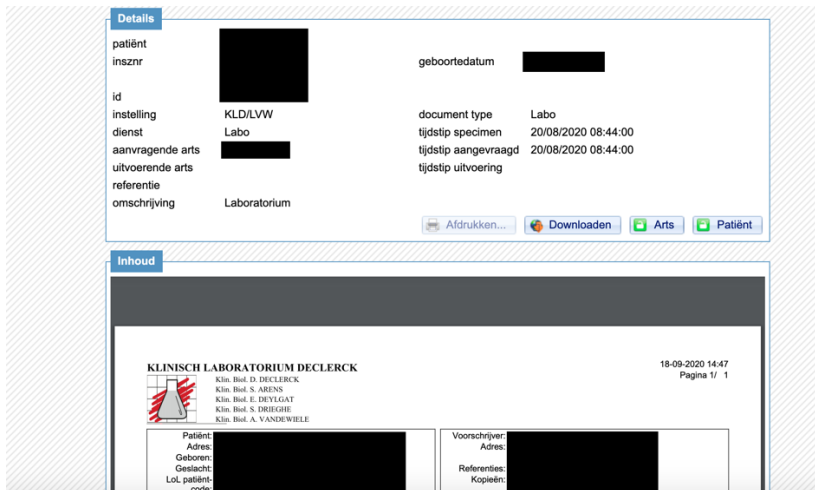 Details
patiënt
insznr geboortedatum
id
instelling KLD/LVW document type Labo
dienst Labo tijdstip specimen 20/08/2020 08:44:00
aanvragende arts tijdstip aangevraagd 20/08/2020 08:44:00
uitvoerende arts tijdstip uitvoering
referentie
omschrijving Laboratorium
Afdrukken... Downloaden Arts Patiënt
Inhoud
KLINISCH LABORATORIUM DECLERCK
Klin. Biol. D. DECLERCK
Klin. Biol. S. ARENS
Klin. Biol. E. DEYLGAT
Klin. Biol. S. DRIEGHE
Klin. Biol. A. VANDEWIELE
18-09-2020 14:47
Pagina 1/ 1
Patiënt:
Adres:
Geboren:
Geslacht:
LoL patiënt-
code:
Voorschrijver:
Adres:
Referenties:
Kopieën: